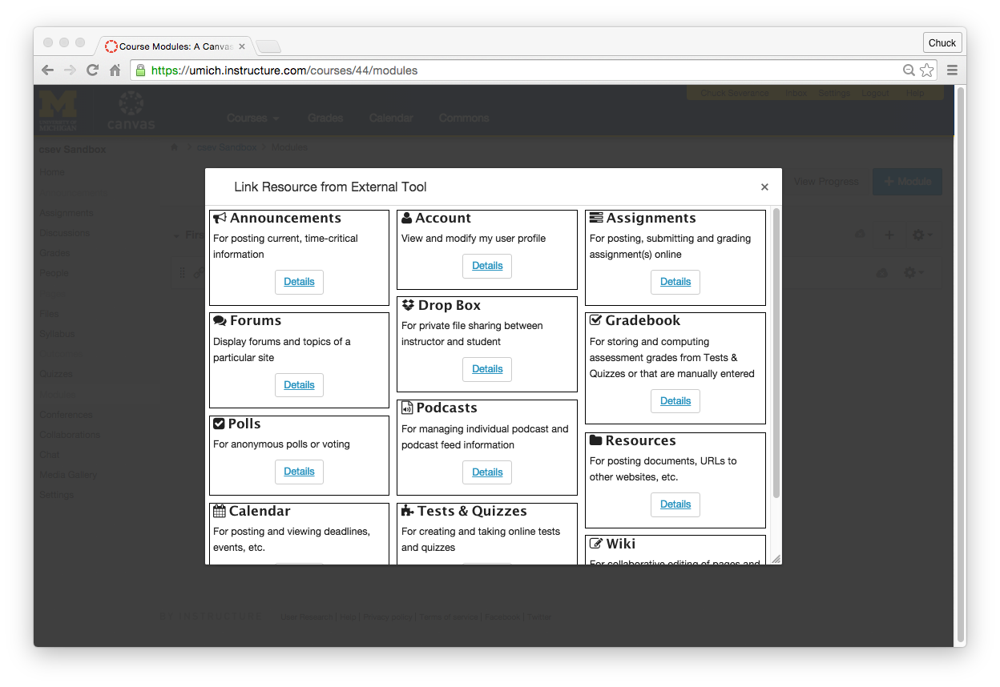 Course Modules: A Canvas
Chuck
https://umich.instructure.com/courses/44/modules
UNIVERSITY OF
MICHIGAN
canvas
Chuck Severance Inbox Settings Logout Help
Courses Grades Calendar Commons
csev Sandbox
csev Sandbox Modules
Home
Assignments
Discussions
Grades
People
Files
Syllabus
Quizzes
Modules
Conferences
Collaborations
Chat
Media Gallery
Settings
View Progress
+ Module
Link Resource from External Tool
×
Announcements
For posting current, time-critical
information
Details
Forums
Display forums and topics of a
particular site
Details
Polls
For anonymous polls or voting
Details
Calendar
For posting and viewing deadlines,
events, etc.
Account
View and modify my user profile
Details
Drop Box
For private file sharing between
instructor and student
Details
Podcasts
For managing individual podcast and
podcast feed information
Details
Tests & Quizzes
For creating and taking online tests
and quizzes
Assignments
For posting, submitting and grading
assignment(s) online
Details
Gradebook
For storing and computing
assessment grades from Tests &
Quizzes or that are manually entered
Details
Resources
For posting documents, URLs to
other websites, etc.
Details
Wiki
For collaborative editing of pages and
BY INSTRUCTURE
User Research | Help | Privacy policy | Terms of service | Facebook | Twitter